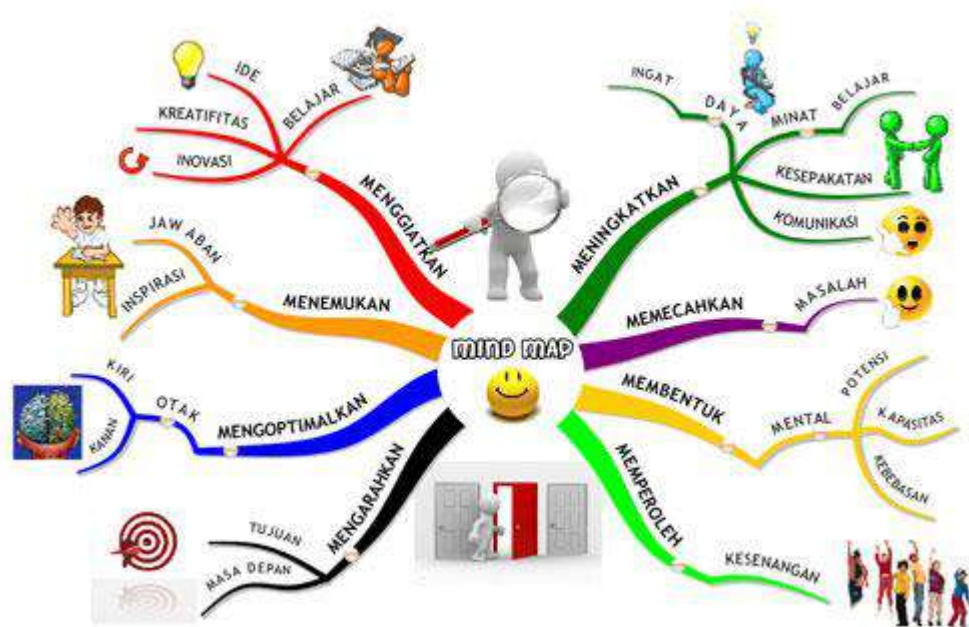 MIND MAP
MENGGIATKAN
IDE
BELAJAR
KREATIFITAS
INOVASI
MENEMUKAN
JAWABAN
INSPIRASI
MENGOPTIMALKAN
OTAK
KIRI
KANAN
MENGARAHKAN
TUJUAN
MASA DEPAN
MENINGKATKAN
DAYA
INGAT
MINAT
BELAJAR
KESEPAKATAN
KOMUNIKASI
MEMECAHKAN
MASALAH
MEMBENTUK
MENTAL
POTENSI
KAPASITAS
KEBEBASAN
MEMPEROLEH
KESENANGAN